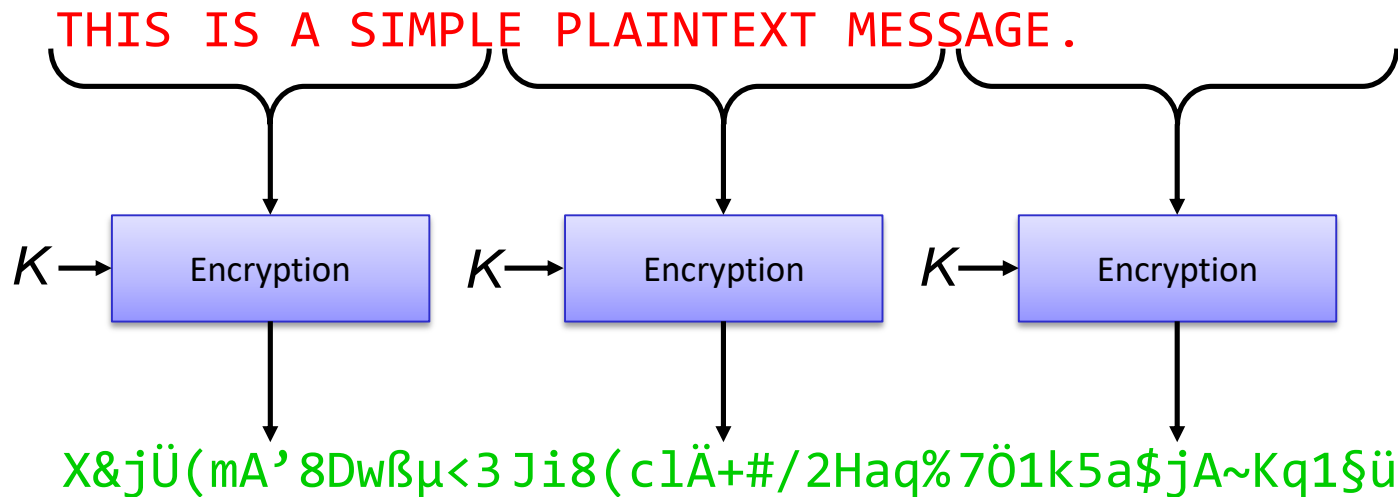 THIS IS A SIMPLE PLAINTEXT MESSAGE.
K Encryption K Encryption K Encryption
X&jÜ(mA’8Dwßµ<3Ji8(clÄ+#/2Haq%7Ö1k5a$jA~Kq1§ü